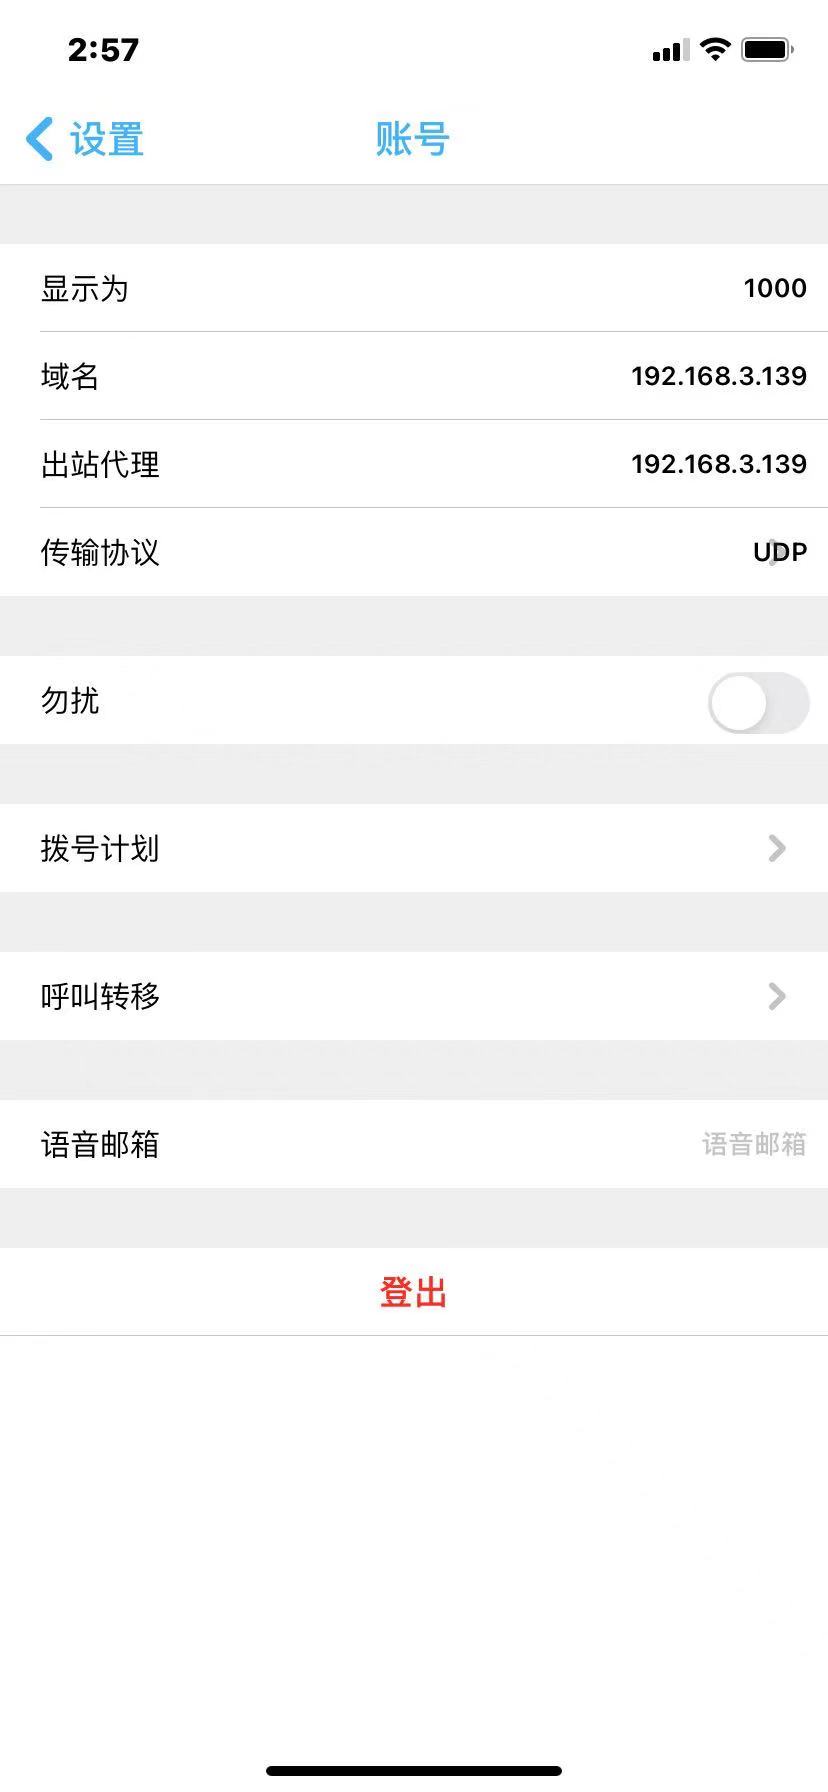 2:57
设置
账号
显示为 1000
域名 192.168.3.139
出站代理 192.168.3.139
传输协议 UDP
勿扰
拨号计划
呼叫转移
语音邮箱 语音邮箱
登出